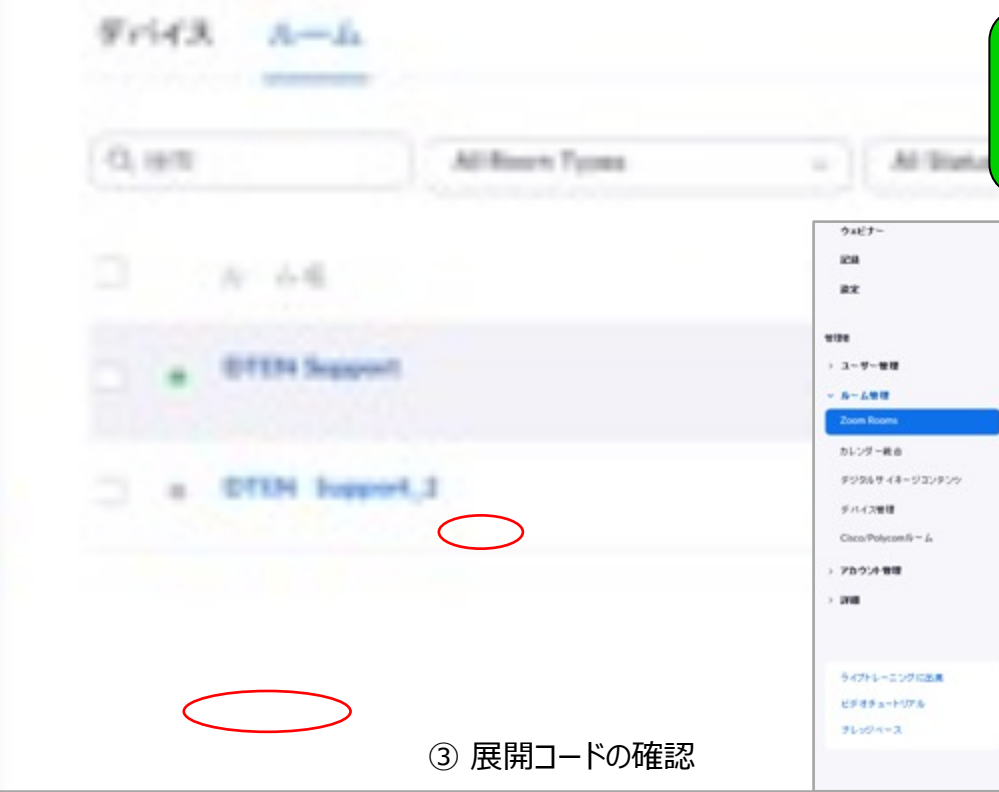 デバイス ルーム
検索 All Room Types All Status
ルーム名
DTEN Support
DTEN Support_2
③ 展開コードの確認
ウェビナー
記録
設定
管理者
ユーザー管理
ルーム管理
Zoom Rooms
カレンダー統合
デジタルサイネージコンテンツ
デバイス管理
Cisco/Polycomルーム
アカウント管理
詳細
ライブトレーニングに出席
ビデオチュートリアル
ナレッジベース